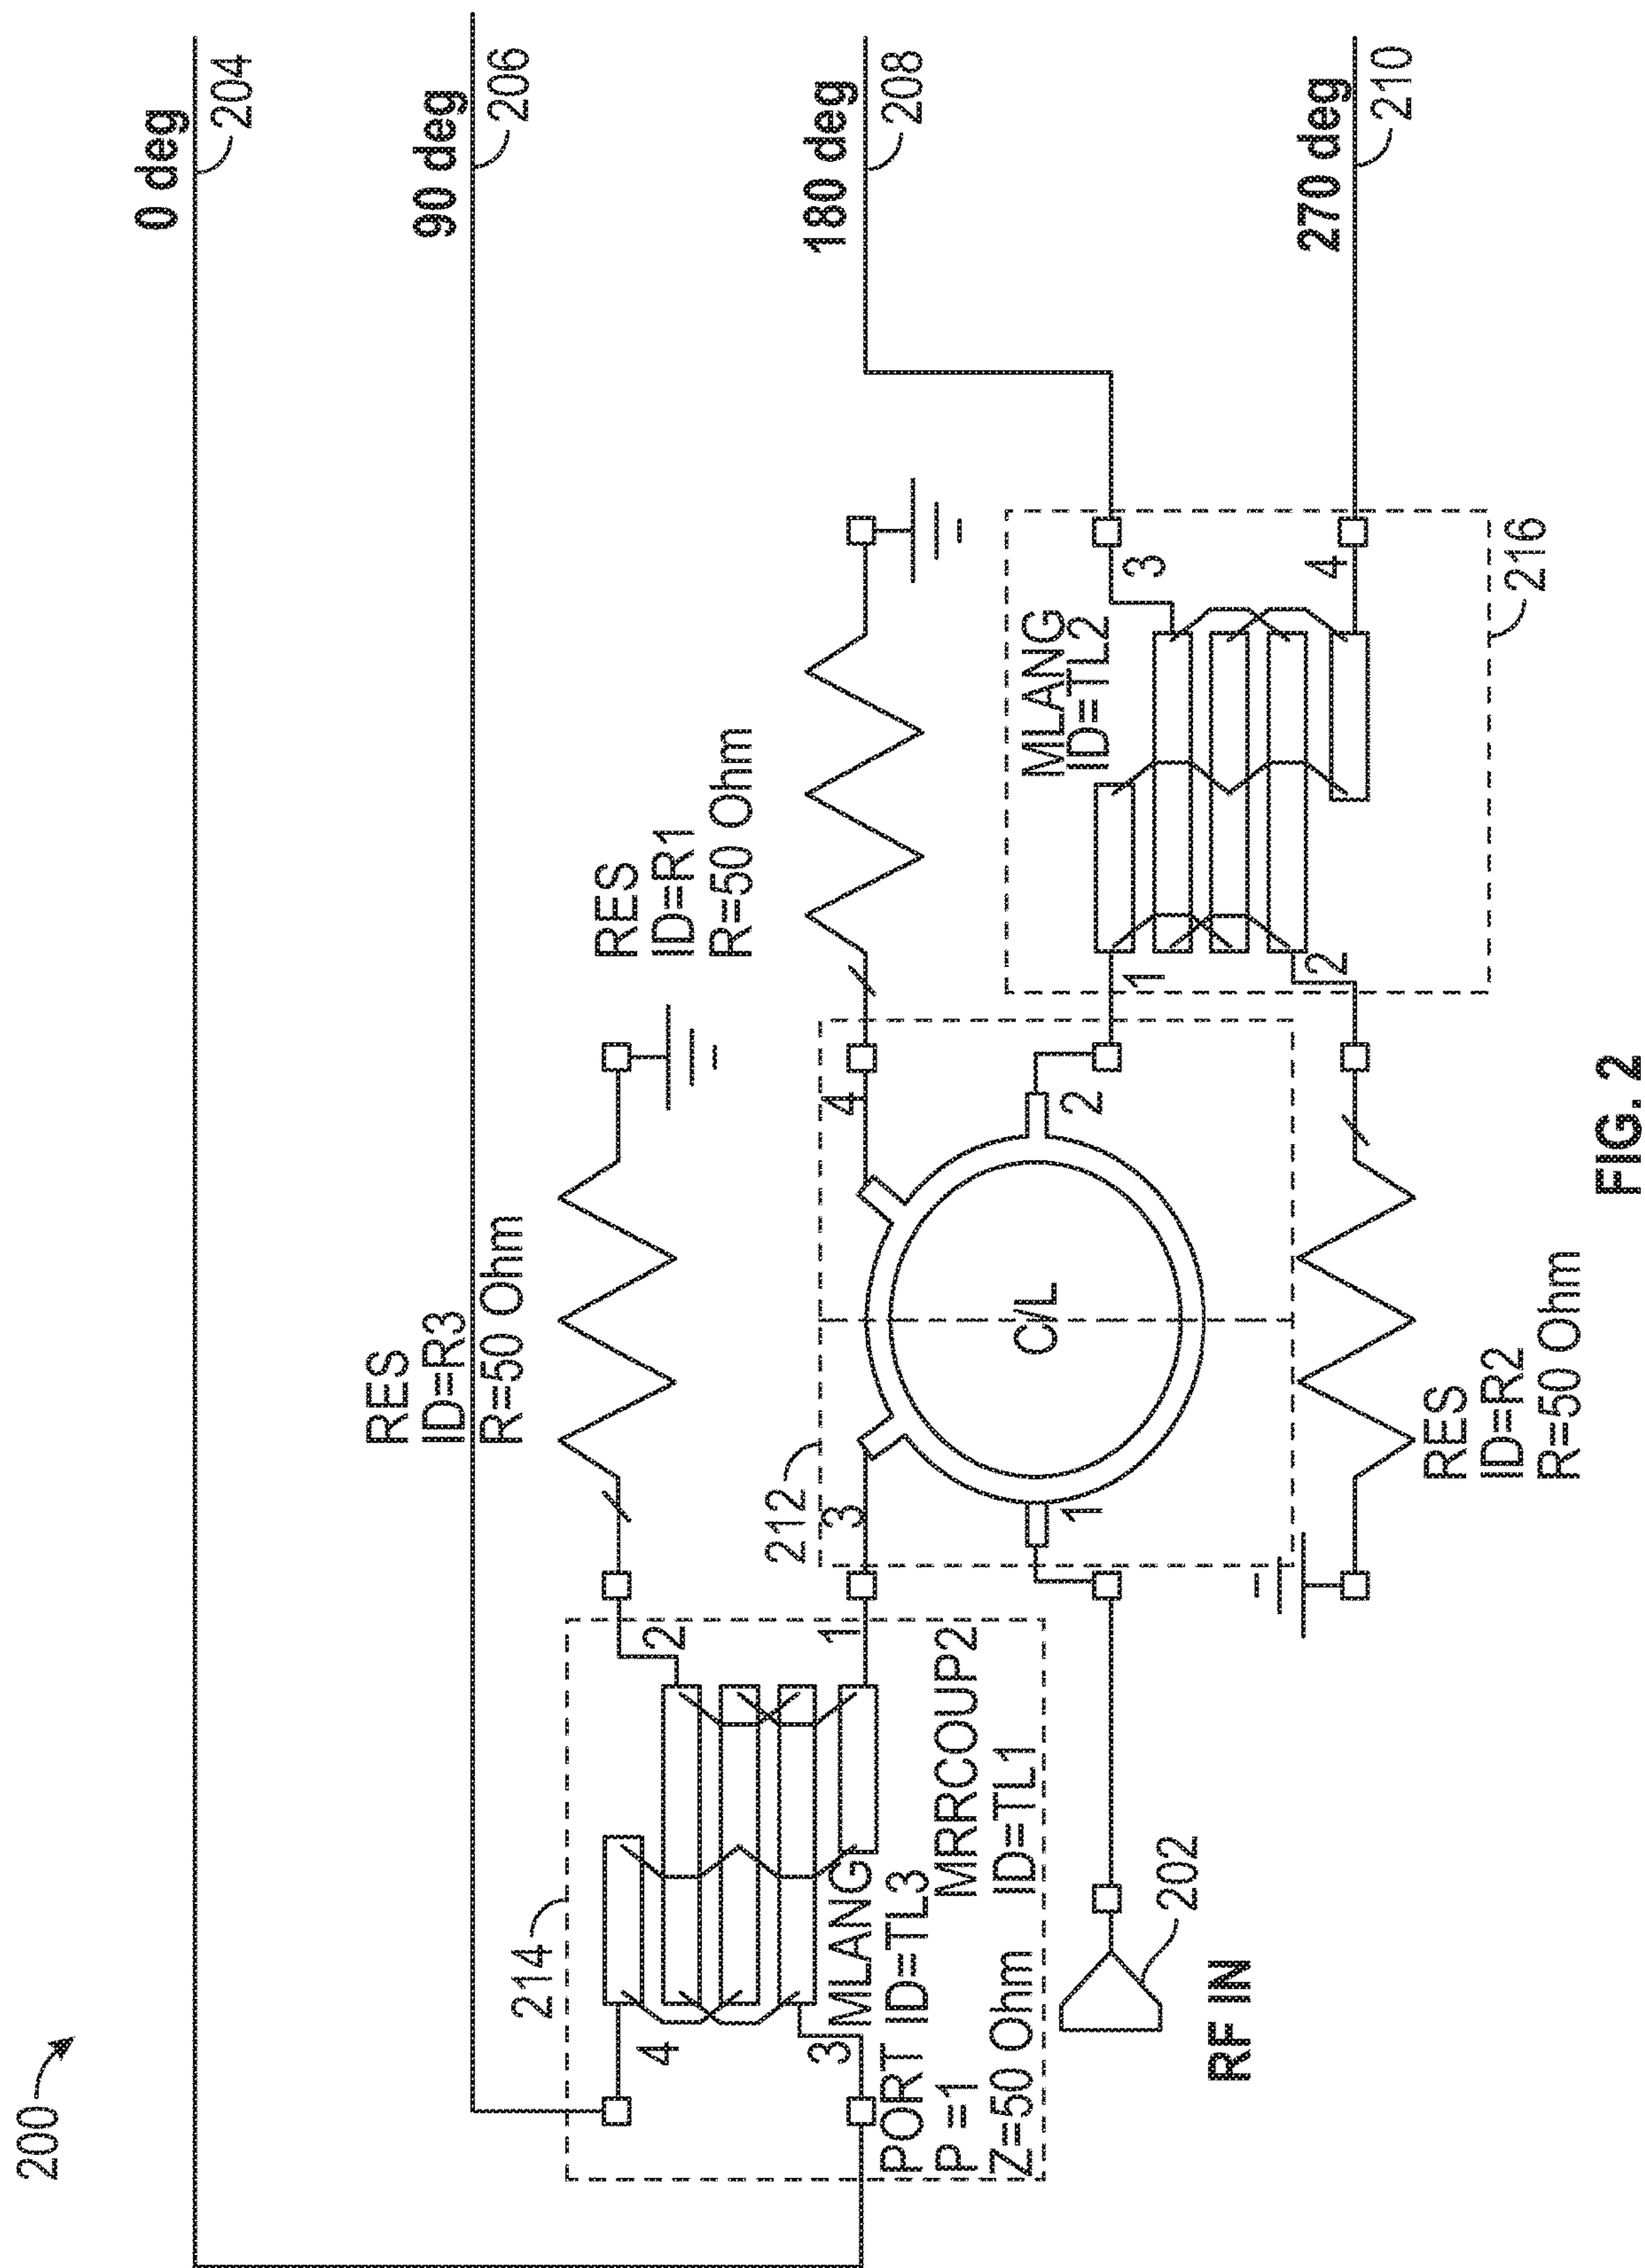 200
0 deg
204
90 deg
206
180 deg
208
270 deg
210
RES
ID=R3
R=50 Ohm
RES
ID=R1
R=50 Ohm
214
4
2
3
1
MLANG
ID=TL3
PORT
P =1
Z=50 Ohm
MRRCOUP2
ID=TL1
RF IN
202
212
3
4
1
2
C/L
RES
ID=R2
R=50 Ohm
MLANG
ID=TL2
1
3
2
4
216
FIG. 2